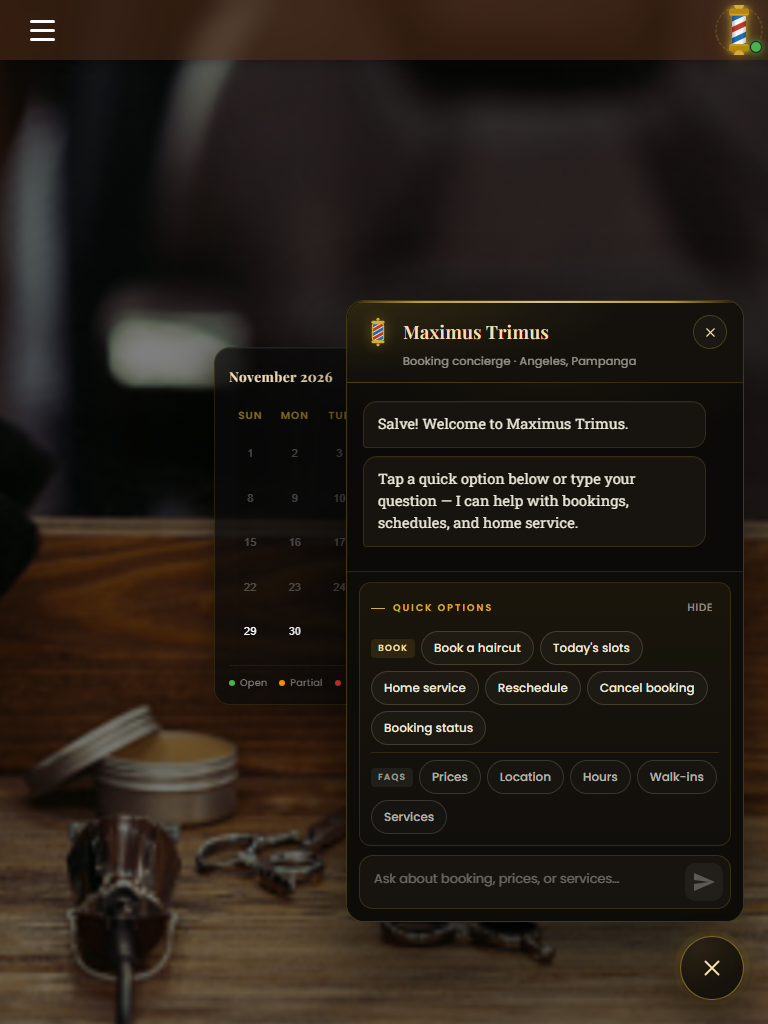 Maximus Trimus
Booking concierge · Angeles, Pampanga
November 2026
SUN MON TUE
1 2 3
8 9 10
15 16 17
22 23 24
29 30
Open Partial
Salve! Welcome to Maximus Trimus.
Tap a quick option below or type your
question — I can help with bookings,
schedules, and home service.
QUICK OPTIONS HIDE
BOOK Book a haircut Today's slots
Home service Reschedule Cancel booking
Booking status
FAQS Prices Location Hours Walk-ins
Services
Ask about booking, prices, or services...